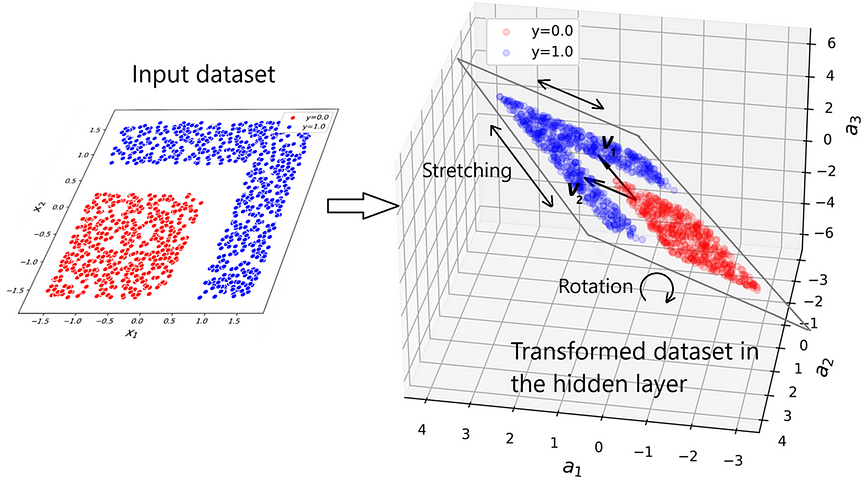 Input dataset
y=0.0
y=1.0
1.5
1.0
0.5
0.0
−0.5
−1.0
−1.5
x₂
−1.5 −1.0 −0.5 0.0 0.5 1.0 1.5
x₁
y=0.0
y=1.0
Stretching
v₁
v₂
Rotation
Transformed dataset in
the hidden layer
6
4
2
0
−2
−4
−6
a₃
−3
−2
−1
0
1
2
3
4
a₂
4 3 2 1 0 −1 −2 −3
a₁